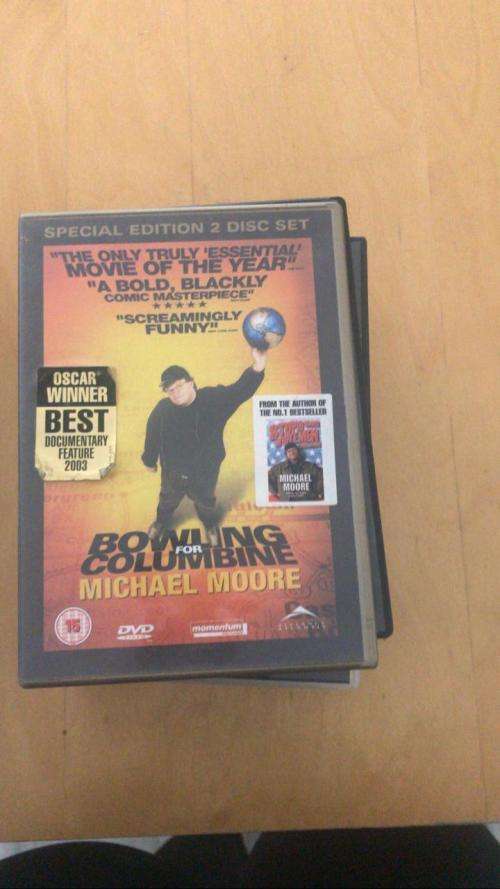 SPECIAL EDITION 2 DISC SET
"THE ONLY TRULY 'ESSENTIAL'
MOVIE OF THE YEAR"
"A BOLD, BLACKLY
COMIC MASTERPIECE"
★★★★★
"SCREAMINGLY
FUNNY"
OSCAR
WINNER
BEST
DOCUMENTARY
FEATURE
2003
FROM THE AUTHOR OF
THE NO.1 BESTSELLER
MICHAEL
MOORE
BOWLING
FOR
COLUMBINE
MICHAEL MOORE
15
DVD
VIDEO
momentum